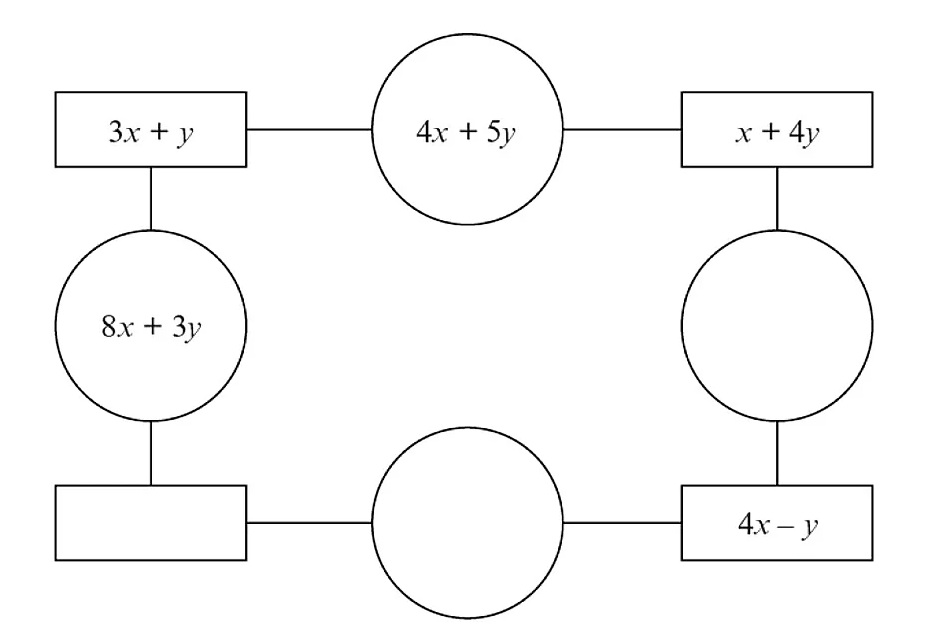 3x + y
4x + 5y
x + 4y
8x + 3y
4x – y